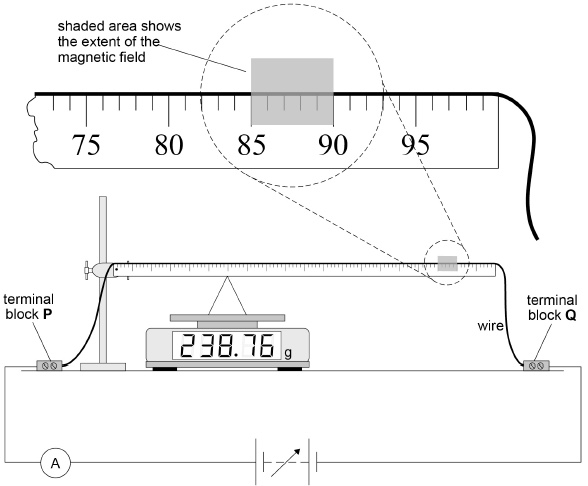 shaded area shows
the extent of the
magnetic field
75 80 85 90 95
terminal
block P
terminal
block Q
wire
238.76 g
A